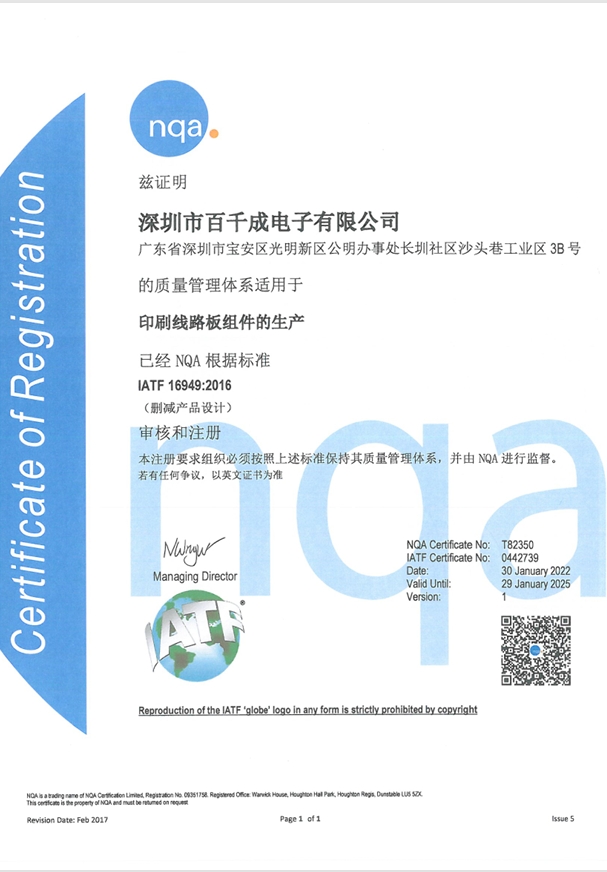 nqa.
Certificate of Registration
兹证明
深圳市百千成电子有限公司
广东省深圳市宝安区光明新区公明办事处长圳社区沙头巷工业区 3B 号
的质量管理体系适用于
印刷线路板组件的生产
已经 NQA 根据标准
IATF 16949:2016
（删减产品设计）
审核和注册
本注册要求组织必须按照上述标准保持其质量管理体系，并由 NQA 进行监督。
若有任何争议，以英文证书为准
nqa
Managing Director
NQA Certificate No: T82350
IATF Certificate No: 0442739
Date: 30 January 2022
Valid Until: 29 January 2025
Version: 1
IATF®
nqa
Reproduction of the IATF 'globe' logo in any form is strictly prohibited by copyright
NQA is a trading name of NQA Certification Limited, Registration No. 09351758. Registered Office: Warwick House, Houghton Hall Park, Houghton Regis, Dunstable LU5 5ZX.
This certificate is the property of NQA and must be returned on request
Revision Date: Feb 2017 Page 1 of 1 Issue 5